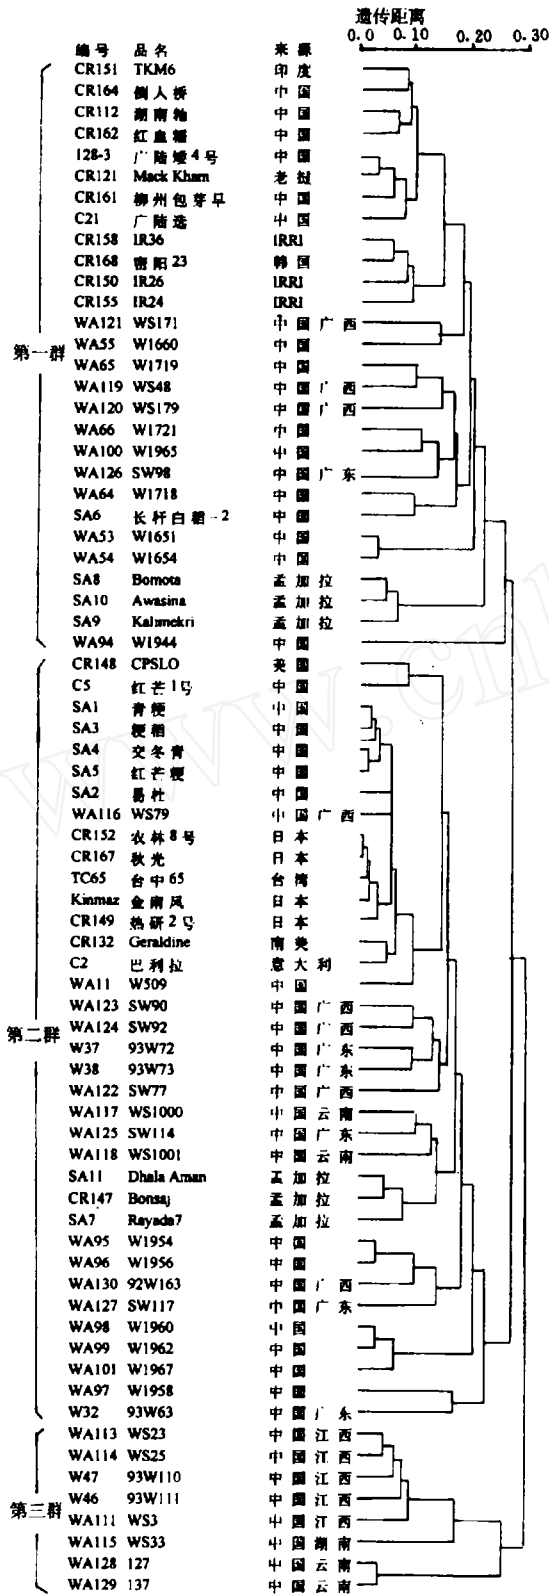 遗传距离
0.0 0.10 0.20 0.30
编号 品名 来源
CR151 TKM6 印度
CR164 倒人桥 中国
CR112 湖南籼 中国
CR162 红血糯 中国
128-3 广陆矮4号 中国
CR121 Mack Kham 老挝
CR161 柳州包芽早 中国
C21 广陆选 中国
CR158 IR36 IRRI
CR168 密阳23 韩国
CR150 IR26 IRRI
CR155 IR24 IRRI
WA121 WS171 中国广西
WA55 W1660 中国
第一群
WA65 W1719 中国
WA119 WS48 中国广西
WA120 WS179 中国广西
WA66 W1721 中国
WA100 W1965 中国
WA126 SW98 中国广东
WA64 W1718 中国
SA6 长秆白稻-2 中国
WA53 W1651 中国
WA54 W1654 中国
SA8 Bomota 孟加拉
SA10 Awasina 孟加拉
SA9 Kalimekri 孟加拉
WA94 W1944 中国
CR148 CPSLO 美国
C5 红芒1号 中国
SA1 青粳 中国
SA3 粳稻 中国
SA4 交冬青 中国
SA5 红芒粳 中国
SA2 易杜 中国
WA116 WS79 中国广西
CR152 农林8号 日本
CR167 秋光 日本
TC65 台中65 台湾
Kinmaz 金南凤 日本
CR149 热研2号 日本
CR132 Geraldine 南美
C2 巴利拉 意大利
WA11 W509 中国
WA123 SW90 中国广西
WA124 SW92 中国广西
第二群
W37 93W72 中国广东
W38 93W73 中国广东
WA122 SW77 中国广西
WA117 WS1000 中国云南
WA125 SW114 中国广东
WA118 WS1001 中国云南
SA11 Dhala Aman 孟加拉
CR147 Bonsaj 孟加拉
SA7 Rayada7 孟加拉
WA95 W1954 中国
WA96 W1956 中国
WA130 92W163 中国广西
WA127 SW117 中国广东
WA98 W1960 中国
WA99 W1962 中国
WA101 W1967 中国
WA97 W1958 中国
W32 93W63 中国广东
WA113 WS23 中国江西
WA114 WS25 中国江西
W47 93W110 中国江西
W46 93W111 中国江西
第三群
WA111 WS3 中国江西
WA115 WS33 中国湖南
WA128 127 中国云南
WA129 137 中国云南